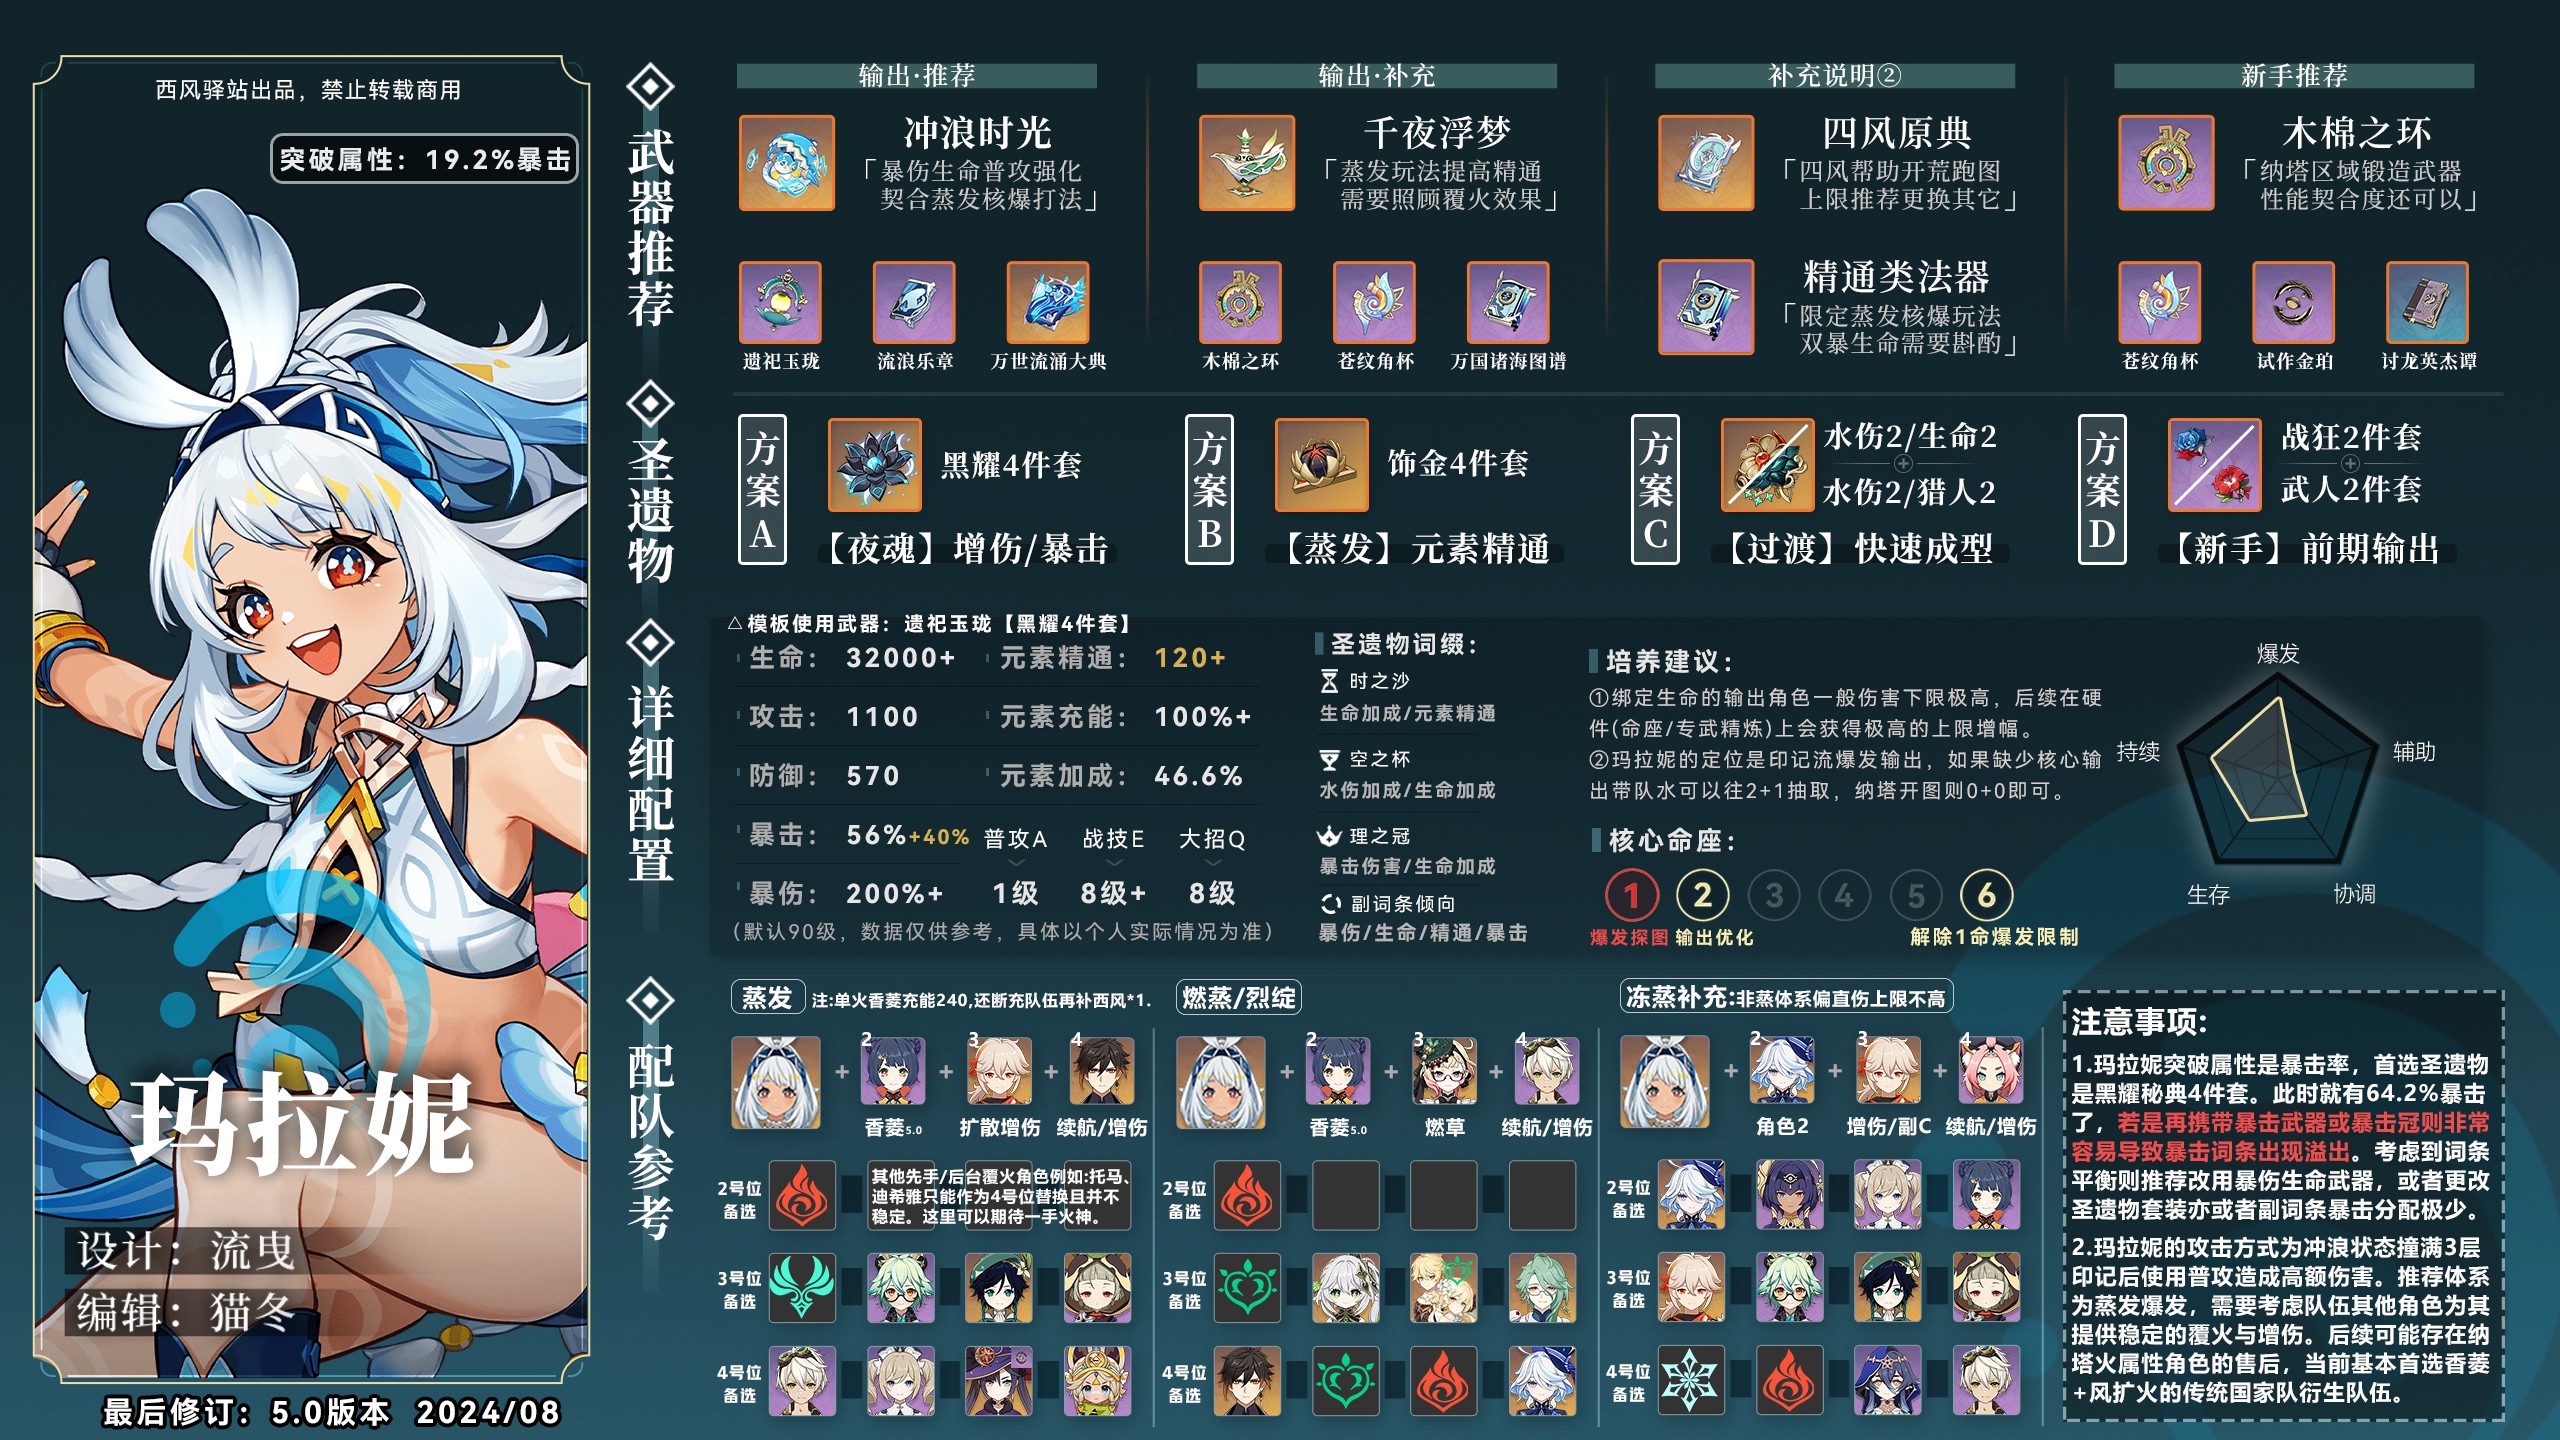 西风驿站出品，禁止转载商用
突破属性：19.2%暴击
玛拉妮
设计：流曳
编辑：猫冬
最后修订：5.0版本 2024/08
武器推荐
输出·推荐
冲浪时光
「暴伤生命普攻强化
契合蒸发核爆打法」
遗祀玉珑
流浪乐章
万世流涌大典
输出·补充
千夜浮梦
「蒸发玩法提高精通
需要照顾覆火效果」
木棉之环
苍纹角杯
万国诸海图谱
补充说明②
四风原典
「四风帮助开荒跑图
上限推荐更换其它」
精通类法器
「限定蒸发核爆玩法
双暴生命需要斟酌」
新手推荐
木棉之环
「纳塔区域锻造武器
性能契合度还可以」
苍纹角杯
试作金珀
讨龙英杰谭
圣遗物
方案A
黑耀4件套
【夜魂】增伤/暴击
方案B
饰金4件套
【蒸发】元素精通
方案C
水伤2/生命2
水伤2/猎人2
【过渡】快速成型
方案D
战狂2件套
武人2件套
【新手】前期输出
详细配置
△模板使用武器：遗祀玉珑【黑耀4件套】
生命：32000+ 元素精通：120+
攻击：1100 元素充能：100%+
防御：570 元素加成：46.6%
暴击：56%+40% 普攻A 战技E 大招Q
暴伤：200%+ 1级 8级+ 8级
（默认90级，数据仅供参考，具体以个人实际情况为准）
圣遗物词缀：
时之沙
生命加成/元素精通
空之杯
水伤加成/生命加成
理之冠
暴击伤害/生命加成
副词条倾向
暴伤/生命/精通/暴击
培养建议：
①绑定生命的输出角色一般伤害下限极高，后续在硬
件(命座/专武精炼)上会获得极高的上限增幅。
②玛拉妮的定位是印记流爆发输出，如果缺少核心输
出带队水可以往2+1抽取，纳塔开图则0+0即可。
核心命座：
1 2 3 4 5 6
爆发探图 输出优化 解除1命爆发限制
爆发
持续
辅助
生存
协调
配队参考
蒸发 注:单火香菱充能240,还断充队伍再补西风*1.
2 3 4
+ + +
香菱5.0 扩散增伤 续航/增伤
2号位
备选
其他先手/后台覆火角色例如:托马、
迪希雅只能作为4号位替换且并不
稳定。这里可以期待一手火神。
3号位
备选
4号位
备选
燃蒸/烈绽
2 3 4
+ + +
香菱5.0 燃草 续航/增伤
2号位
备选
3号位
备选
4号位
备选
冻蒸补充:非蒸体系偏直伤上限不高
2 3 4
+ + +
角色2 增伤/副C 续航/增伤
2号位
备选
3号位
备选
4号位
备选
注意事项:
1.玛拉妮突破属性是暴击率，首选圣遗物
是黑耀秘典4件套。此时就有64.2%暴击
了，若是再携带暴击武器或暴击冠则非常
容易导致暴击词条出现溢出。考虑到词条
平衡则推荐改用暴伤生命武器，或者更改
圣遗物套装亦或者副词条暴击分配极少。
2.玛拉妮的攻击方式为冲浪状态撞满3层
印记后使用普攻造成高额伤害。推荐体系
为蒸发爆发，需要考虑队伍其他角色为其
提供稳定的覆火与增伤。后续可能存在纳
塔火属性角色的售后，当前基本首选香菱
+风扩火的传统国家队衍生队伍。